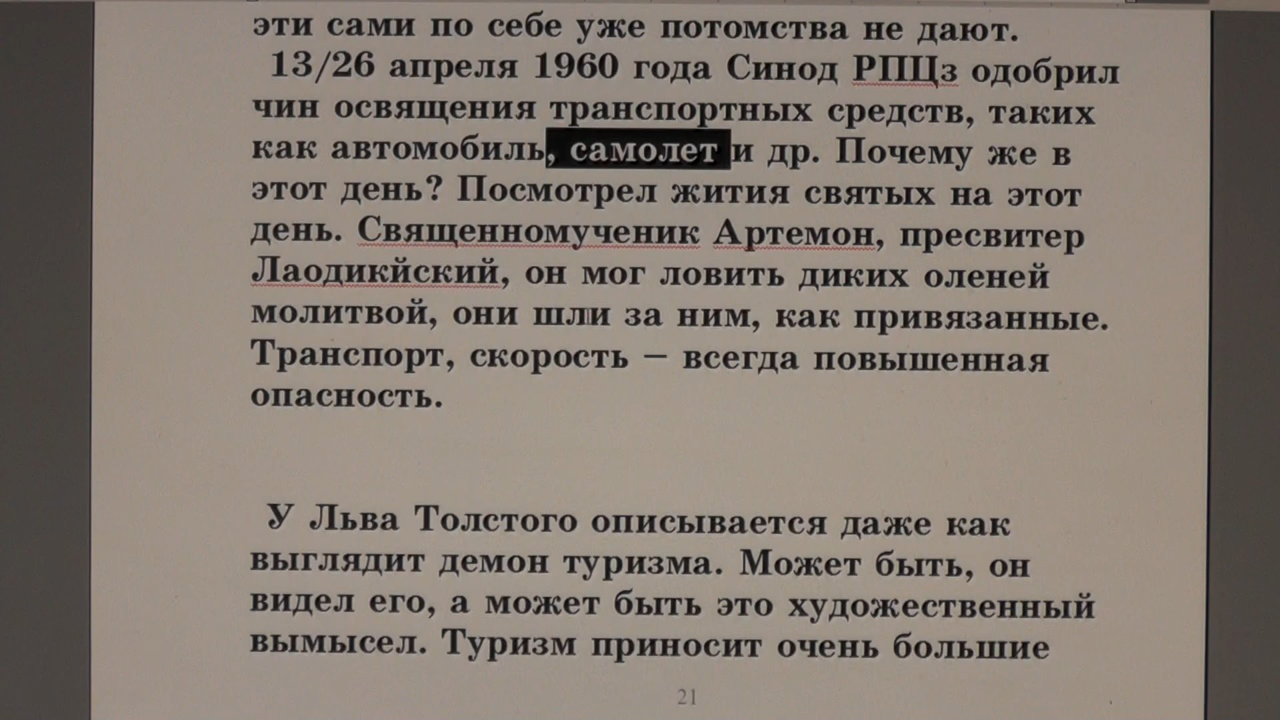 эти сами по себе уже потомства не дают.
13/26 апреля 1960 года Синод РПЦз одобрил
чин освящения транспортных средств, таких
как автомобиль, самолет и др. Почему же в
этот день? Посмотрел жития святых на этот
день. Священномученик Артемон, пресвитер
Лаодикйский, он мог ловить диких оленей
молитвой, они шли за ним, как привязанные.
Транспорт, скорость – всегда повышенная
опасность.
У Льва Толстого описывается даже как
выглядит демон туризма. Может быть, он
видел его, а может быть это художественный
вымысел. Туризм приносит очень большие
21